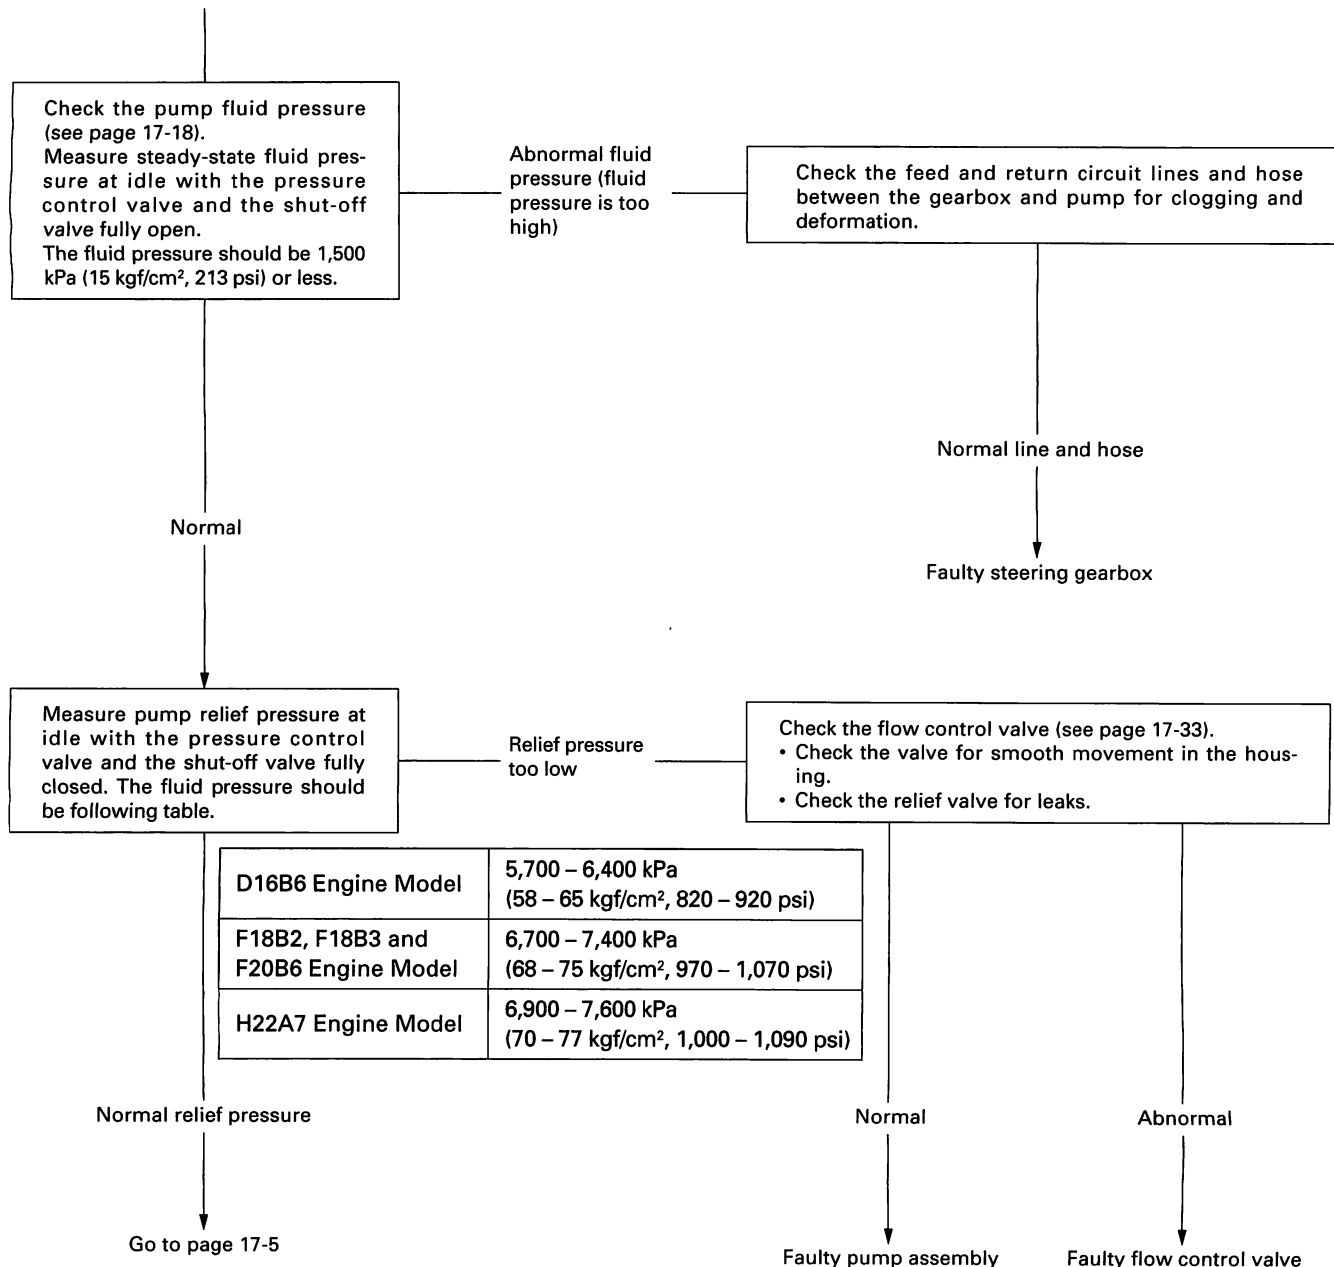 Check the pump fluid pressure
(see page 17-18).
Measure steady-state fluid pres-
sure at idle with the pressure
control valve and the shut-off
valve fully open.
The fluid pressure should be 1,500
kPa (15 kgf/cm², 213 psi) or less.
Abnormal fluid
pressure (fluid
pressure is too
high)
Check the feed and return circuit lines and hose
between the gearbox and pump for clogging and
deformation.
Normal line and hose
Normal
Faulty steering gearbox
Measure pump relief pressure at
idle with the pressure control
valve and the shut-off valve fully
closed. The fluid pressure should
be following table.
Relief pressure
too low
Check the flow control valve (see page 17-33).
• Check the valve for smooth movement in the hous-
ing.
• Check the relief valve for leaks.
D16B6 Engine Model
5,700 – 6,400 kPa
(58 – 65 kgf/cm², 820 – 920 psi)
F18B2, F18B3 and
F20B6 Engine Model
6,700 – 7,400 kPa
(68 – 75 kgf/cm², 970 – 1,070 psi)
H22A7 Engine Model
6,900 – 7,600 kPa
(70 – 77 kgf/cm², 1,000 – 1,090 psi)
Normal relief pressure
Normal
Abnormal
Go to page 17-5
Faulty pump assembly
Faulty flow control valve